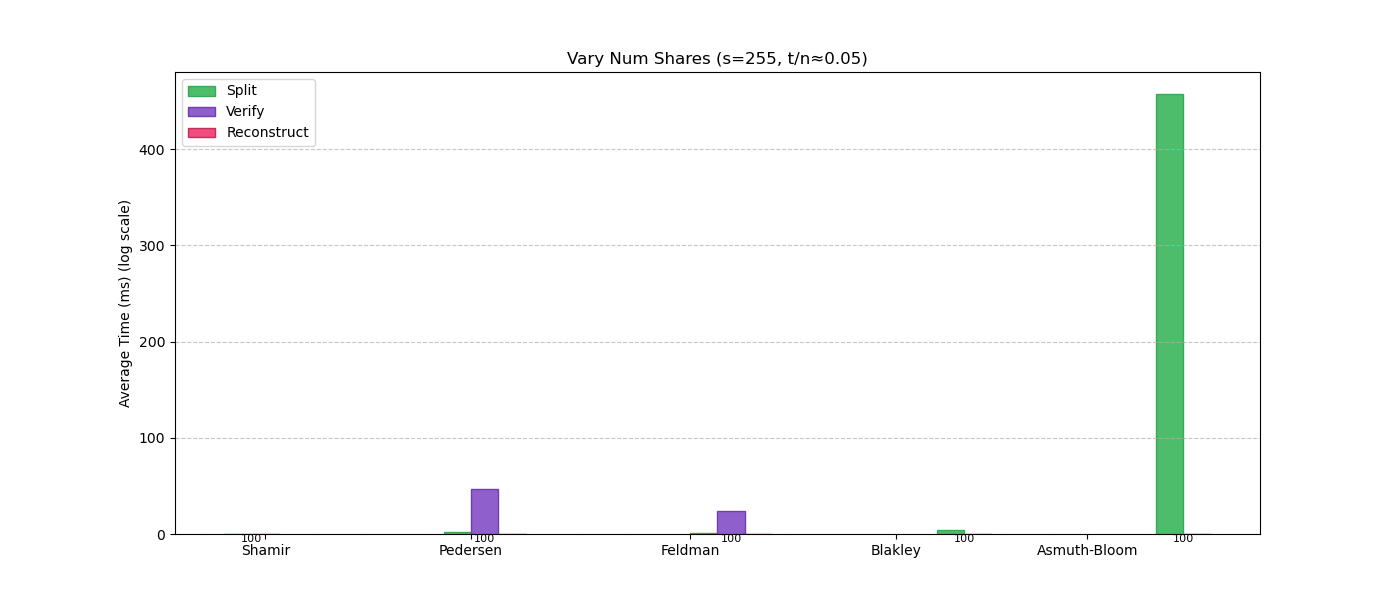 Vary Num Shares (s=255, t/n≈0.05)
Split
Verify
Reconstruct
Average Time (ms) (log scale)
400
300
200
100
0
100 100 100 100 100
Shamir Pedersen Feldman Blakley Asmuth-Bloom